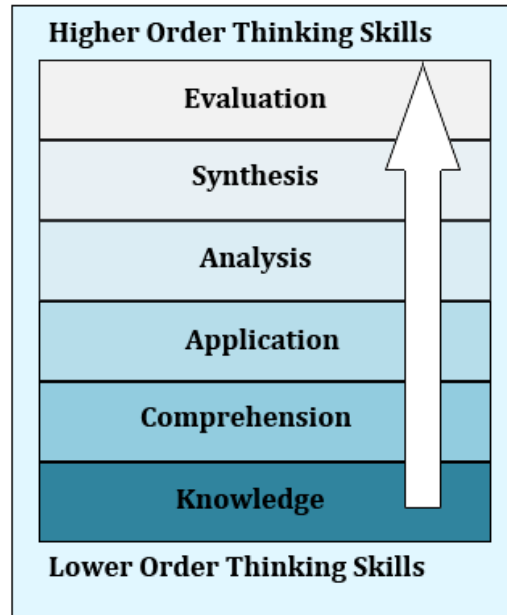 Higher Order Thinking Skills
Evaluation
Synthesis
Analysis
Application
Comprehension
Knowledge
Lower Order Thinking Skills